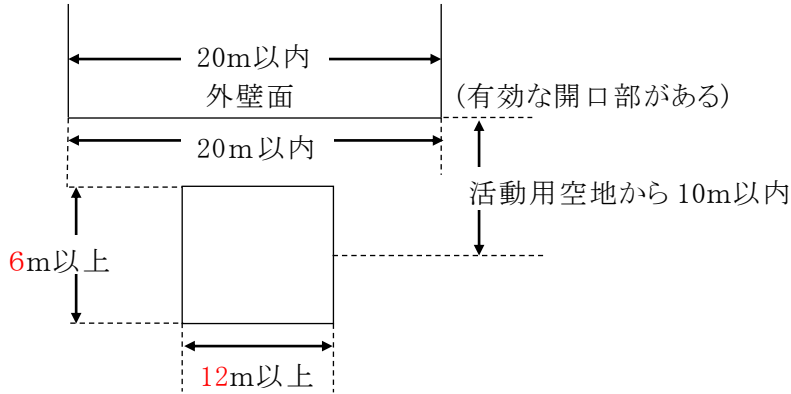 20m以内
外壁面 (有効な開口部がある)
20m以内
活動用空地から 10m以内
6m以上
12m以上